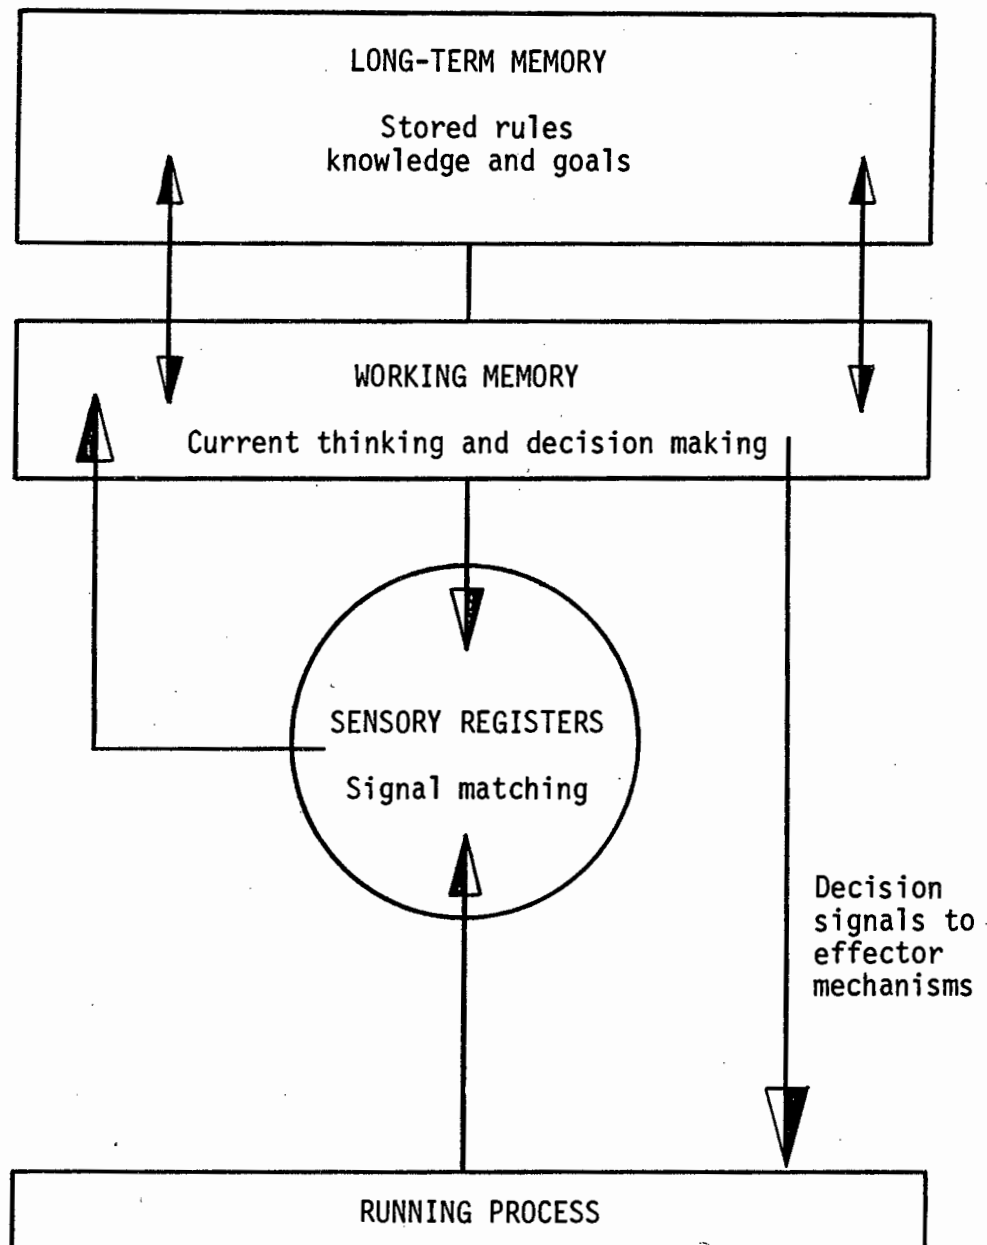 LONG-TERM MEMORY
Stored rules
knowledge and goals
WORKING MEMORY
Current thinking and decision making
SENSORY REGISTERS
Signal matching
Decision
signals to
effector
mechanisms
RUNNING PROCESS